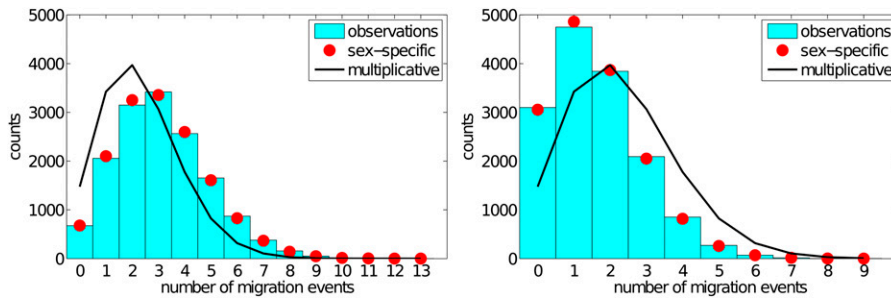 5000
4000
3000
2000
1000
0
counts
observations
sex-specific
multiplicative
0 1 2 3 4 5 6 7 8 9 10 11 12 13
number of migration events
5000
4000
3000
2000
1000
0
counts
observations
sex-specific
multiplicative
0 1 2 3 4 5 6 7 8 9
number of migration events